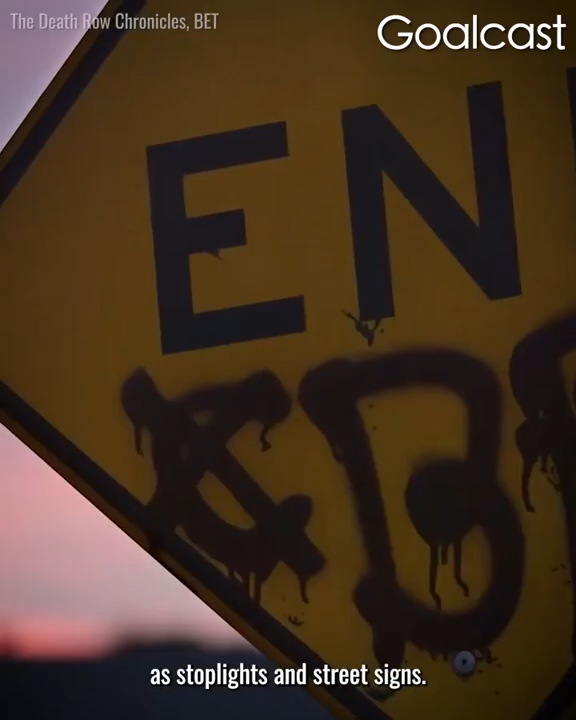 The Death Row Chronicles, BET
Goalcast
EN
as stoplights and street signs.